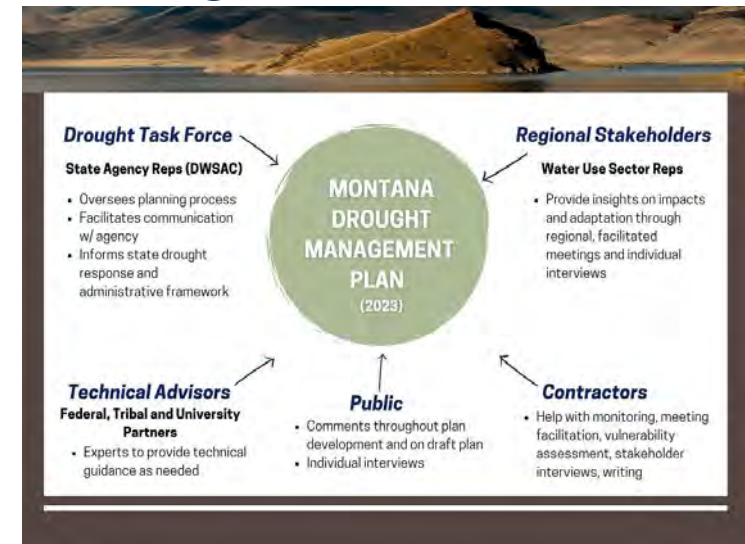 Drought Task Force
State Agency Reps (DWSAC)
• Oversees planning process
• Facilitates communication
w/ agency
• Informs state drought
response and
administrative framework
MONTANA
DROUGHT
MANAGEMENT
PLAN
(2023)
Regional Stakeholders
Water Use Sector Reps
• Provide insights on impacts
and adaptation through
regional, facilitated
meetings and individual
interviews
Technical Advisors
Federal, Tribal and University
Partners
• Experts to provide technical
guidance as needed
Public
• Comments throughout plan
development and on draft plan
• Individual interviews
Contractors
• Help with monitoring, meeting
facilitation, vulnerability
assessment, stakeholder
interviews, writing